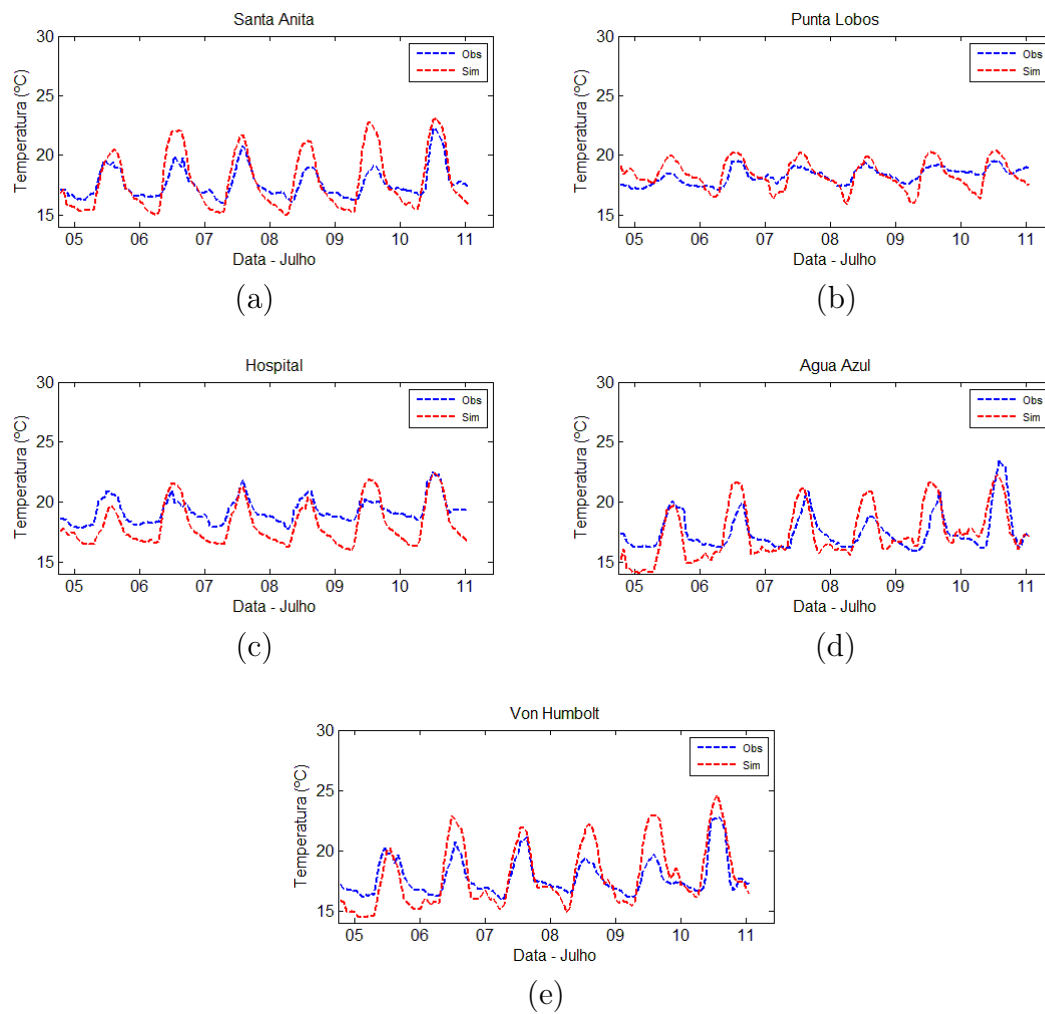 Santa Anita
30
25
20
15
Temperatura (ºC)
Obs
Sim
05 06 07 08 09 10 11
Data - Julho
(a)
Punta Lobos
30
25
20
15
Temperatura (ºC)
Obs
Sim
05 06 07 08 09 10 11
Data - Julho
(b)
Hospital
30
25
20
15
Temperatura (ºC)
Obs
Sim
05 06 07 08 09 10 11
Data - Julho
(c)
Agua Azul
30
25
20
15
Temperatura (ºC)
Obs
Sim
05 06 07 08 09 10 11
Data - Julho
(d)
Von Humbolt
30
25
20
15
Temperatura (ºC)
Obs
Sim
05 06 07 08 09 10 11
Data - Julho
(e)